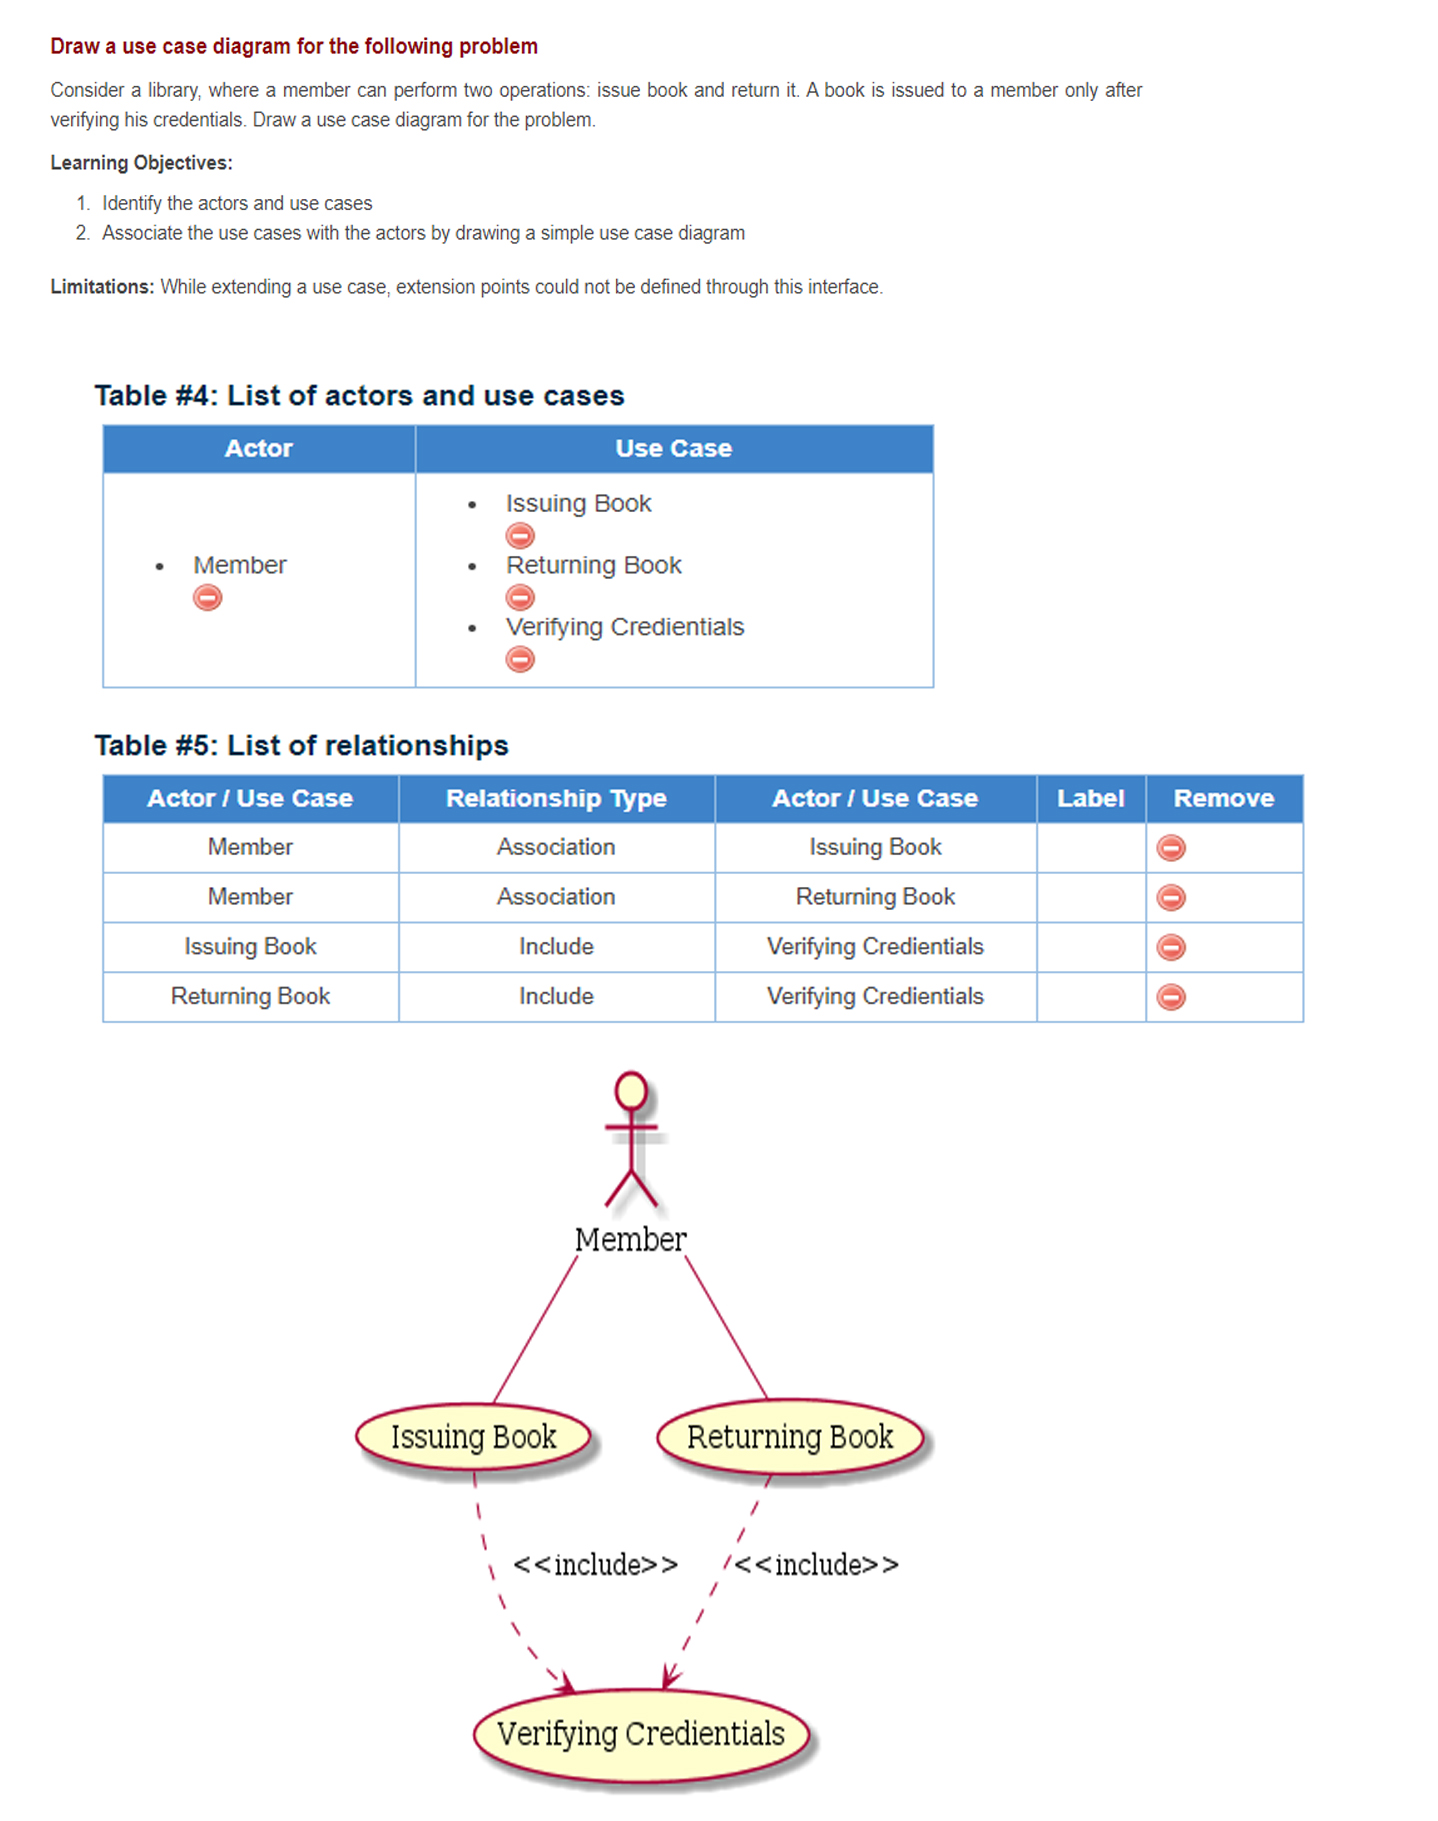 Draw a use case diagram for the following problem
Consider a library, where a member can perform two operations: issue book and return it. A book is issued to a member only after
verifying his credentials. Draw a use case diagram for the problem.
Learning Objectives:
1. Identify the actors and use cases
2. Associate the use cases with the actors by drawing a simple use case diagram
Limitations: While extending a use case, extension points could not be defined through this interface.
Table #4: List of actors and use cases
Actor Use Case
• Issuing Book
• Member
• Returning Book
• Verifying Credientials
Table #5: List of relationships
Actor / Use Case Relationship Type Actor / Use Case Label Remove
Member Association Issuing Book
Member Association Returning Book
Issuing Book Include Verifying Credientials
Returning Book Include Verifying Credientials
Member
Issuing Book Returning Book
<<include>> <<include>>
Verifying Credientials